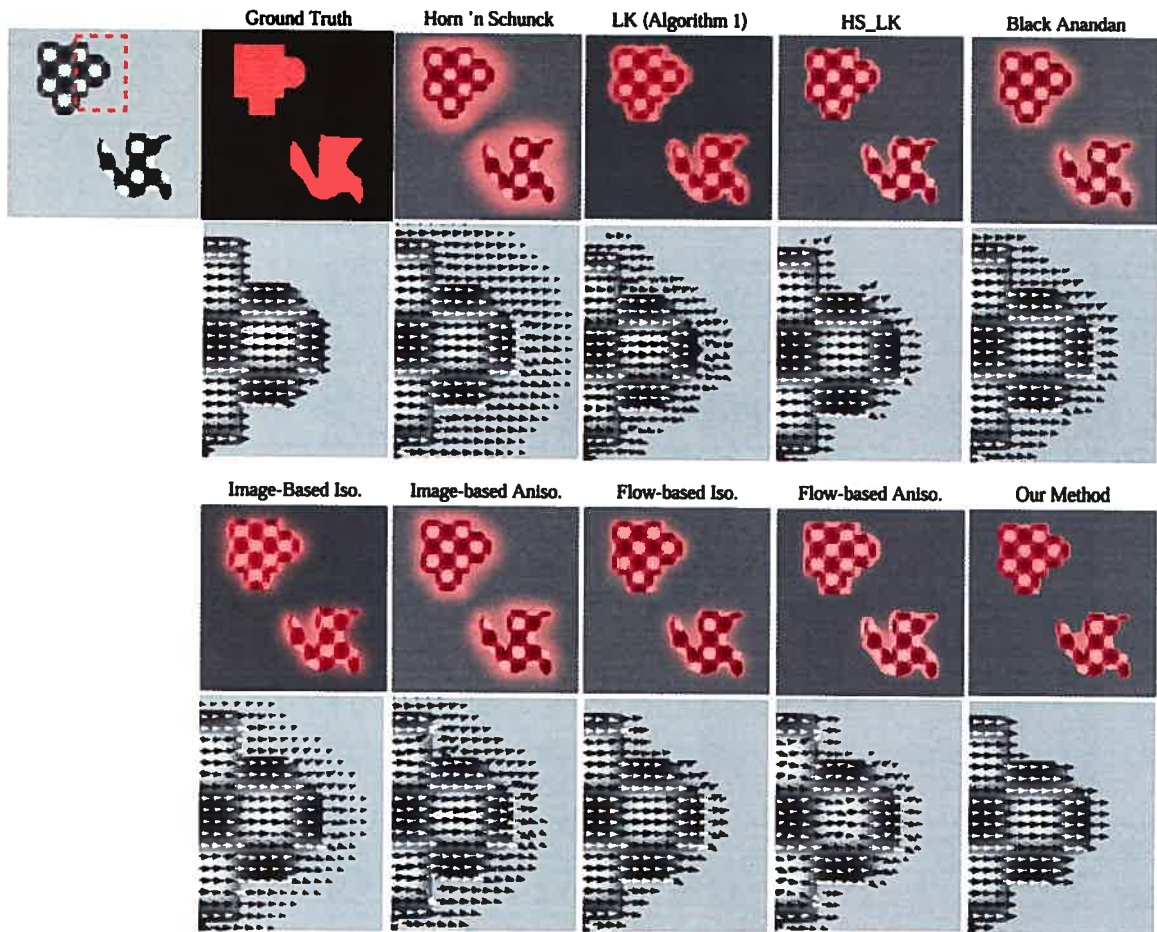 Ground Truth
Horn 'n Schunck
LK (Algorithm 1)
HS_LK
Black Anandan
Image-Based Iso.
Image-based Aniso.
Flow-based Iso.
Flow-based Aniso.
Our Method